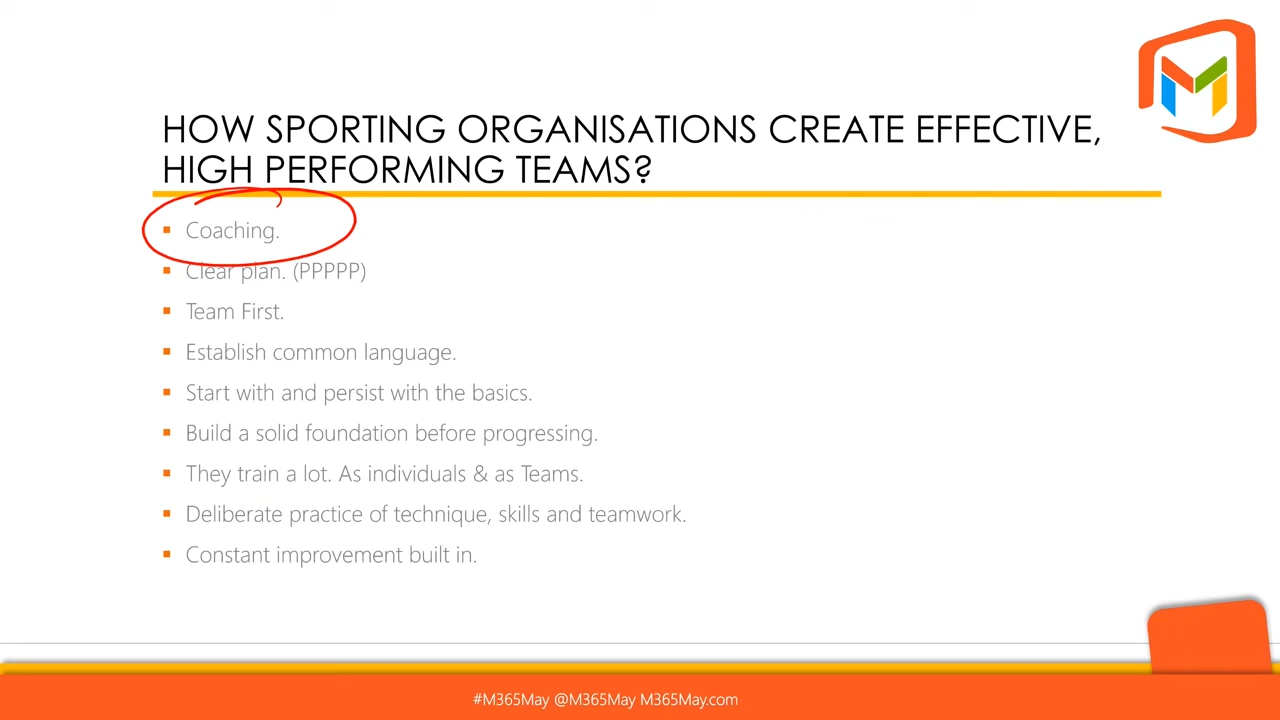 HOW SPORTING ORGANISATIONS CREATE EFFECTIVE,
HIGH PERFORMING TEAMS?
Coaching.
Clear plan. (PPPPP)
Team First.
Establish common language.
Start with and persist with the basics.
Build a solid foundation before progressing.
They train a lot. As individuals & as Teams.
Deliberate practice of technique, skills and teamwork.
Constant improvement built in.
#M365May @M365May M365May.com